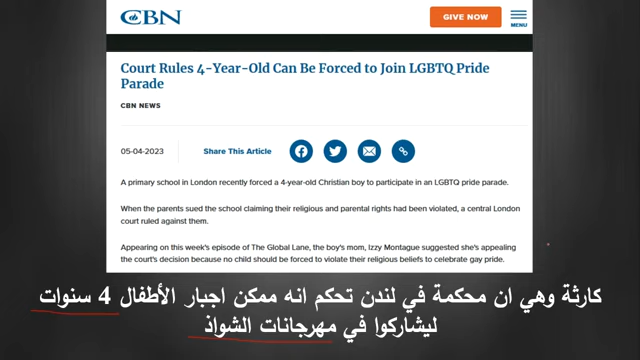 CBN
GIVE NOW
MENU
Court Rules 4-Year-Old Can Be Forced to Join LGBTQ Pride
Parade
CBN NEWS
05-04-2023
Share This Article
A primary school in London recently forced a 4-year-old Christian boy to participate in an LGBTQ pride parade.
When the parents sued the school claiming their religious and parental rights had been violated, a central London
court ruled against them.
Appearing on this week's episode of The Global Lane, the boy's mom, Izzy Montague suggested she's appealing
the court's decision because no child should be forced to violate their religious beliefs to celebrate gay pride.
كارثة وهي ان محكمة في لندن تحكم انه ممكن اجبار الأطفال 4 سنوات
ليشاركوا في مهرجانات الشواذ